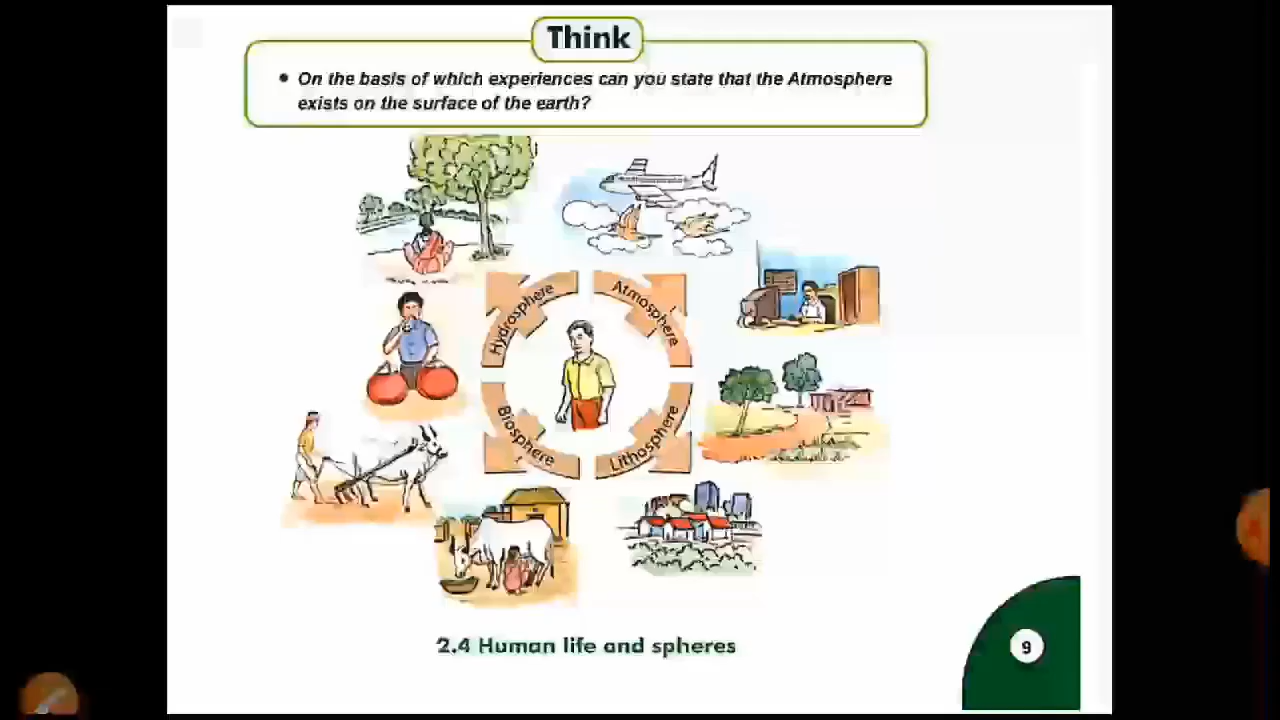 Think
• On the basis of which experiences can you state that the Atmosphere
exists on the surface of the earth?
Hydrosphere
Atmosphere
Biosphere
Lithosphere
2.4 Human life and spheres
9